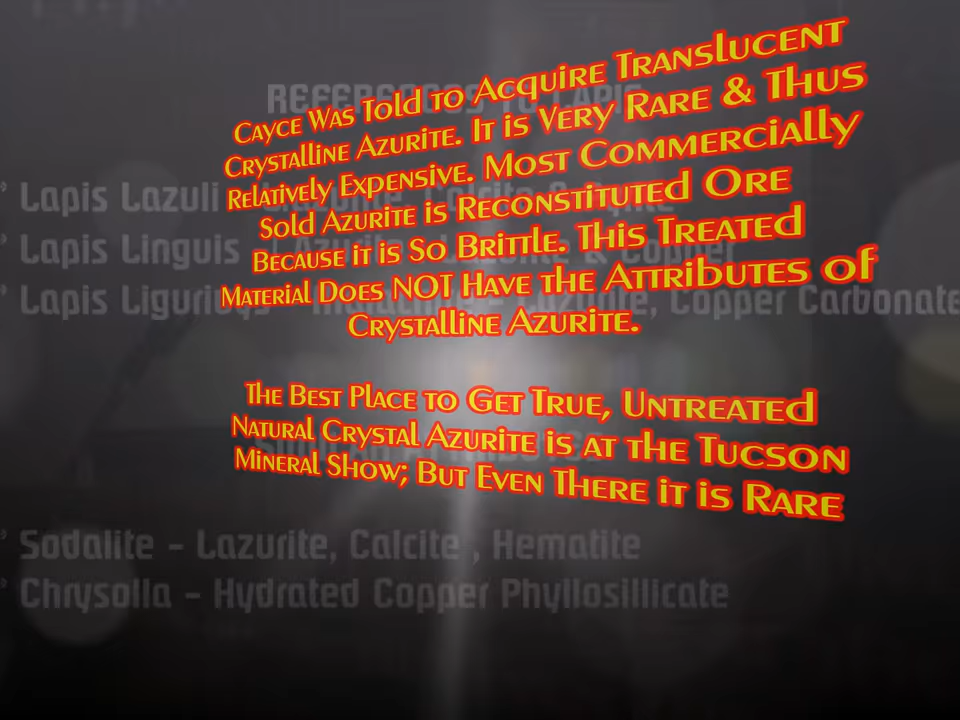 Cayce Was Told to Acquire Translucent
Crystalline Azurite. It is Very Rare & Thus
Relatively Expensive. Most Commercially
Sold Azurite is Reconstituted Ore
Because it is So Brittle. This Treated
Material Does NOT Have the Attributes of
Crystalline Azurite.
The Best Place to Get True, Untreated
Natural Crystal Azurite is at the Tucson
Mineral Show; But Even There it is Rare
Lapis Lazuli
Lapis Linguis
Copper Carbonate
Sodalite - Lazurite, Calcite , Hematite
Chrysolla - Hydrated Copper Phyllosillicate